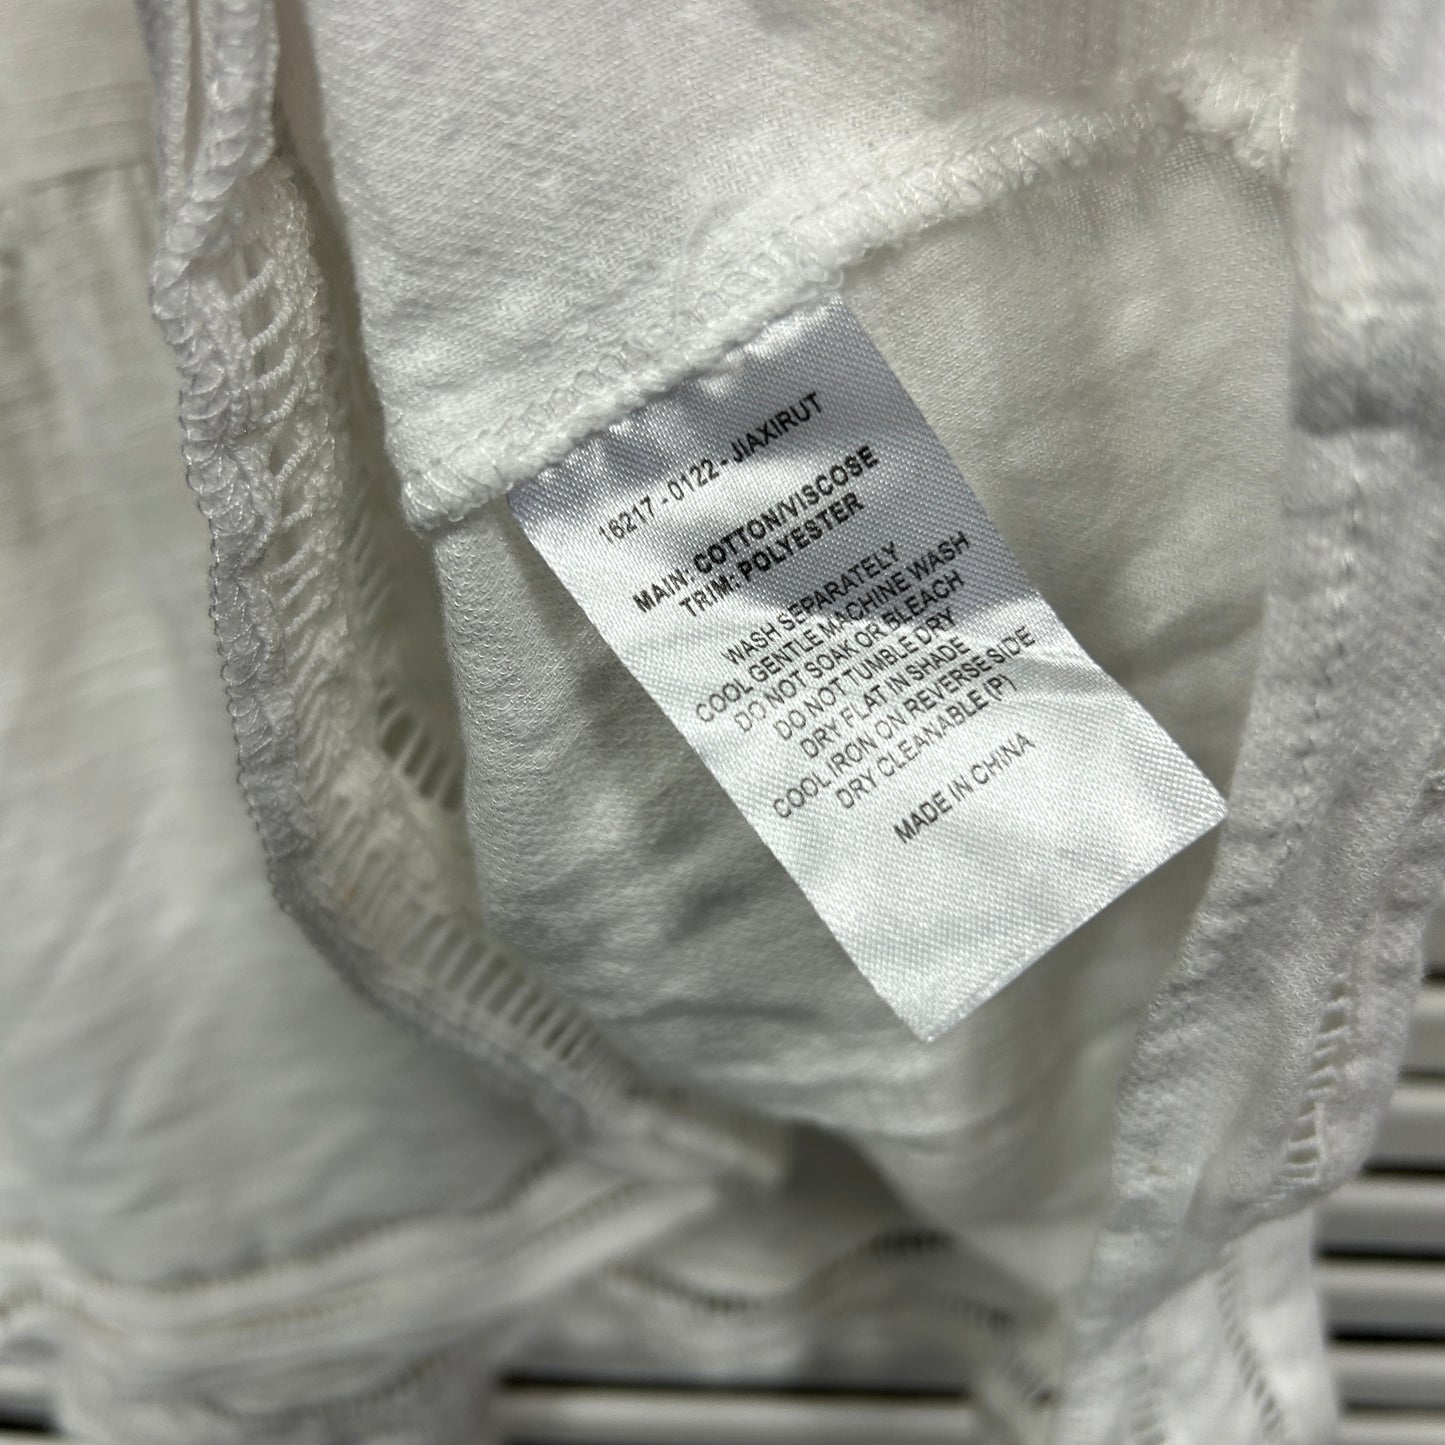 16217 - 0122 - JIAXIRUT
MAIN: COTTON/VISCOSE
TRIM: POLYESTER
WASH SEPARATELY
COOL GENTLE MACHINE WASH
DO NOT SOAK OR BLEACH
DO NOT TUMBLE DRY
DRY FLAT IN SHADE
COOL IRON ON REVERSE SIDE
DRY CLEANABLE (P)
MADE IN CHINA